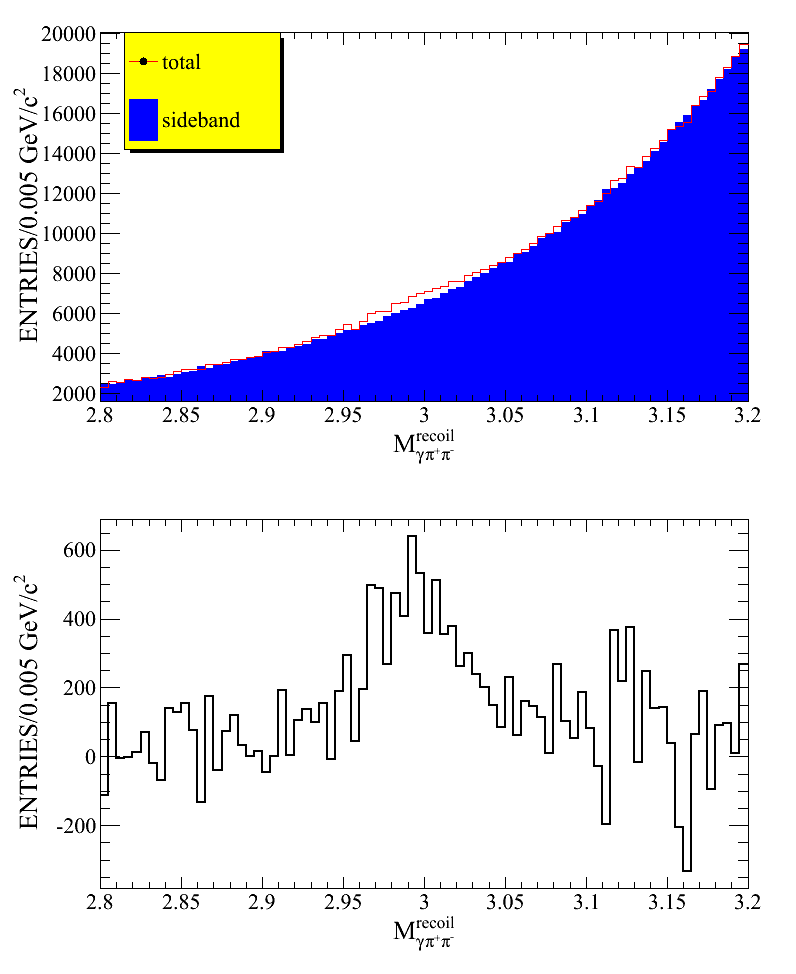 ENTRIES/0.005 GeV/c²
20000
18000
16000
14000
12000
10000
8000
6000
4000
2000
total
sideband
2.8 2.85 2.9 2.95 3 3.05 3.1 3.15 3.2
M^recoil_γπ⁺π⁻
ENTRIES/0.005 GeV/c²
600
400
200
0
-200
2.8 2.85 2.9 2.95 3 3.05 3.1 3.15 3.2
M^recoil_γπ⁺π⁻